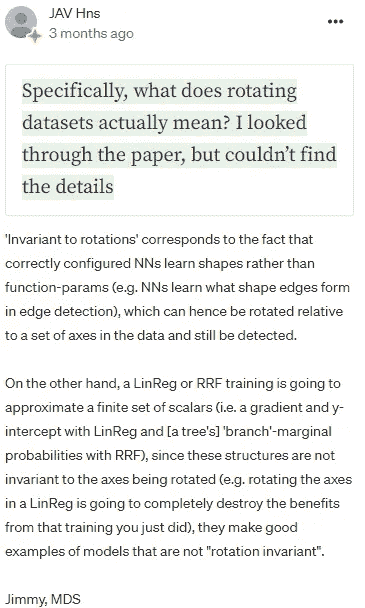 JAV Hns
3 months ago
Specifically, what does rotating
datasets actually mean? I looked
through the paper, but couldn't find
the details
'Invariant to rotations' corresponds to the fact that
correctly configured NNs learn shapes rather than
function-params (e.g. NNs learn what shape edges form
in edge detection), which can hence be rotated relative
to a set of axes in the data and still be detected.
On the other hand, a LinReg or RRF training is going to
approximate a finite set of scalars (i.e. a gradient and y-
intercept with LinReg and [a tree's] 'branch'-marginal
probabilities with RRF), since these structures are not
invariant to the axes being rotated (e.g. rotating the axes
in a LinReg is going to completely destroy the benefits
from that training you just did), they make good
examples of models that are not "rotation invariant".
Jimmy, MDS